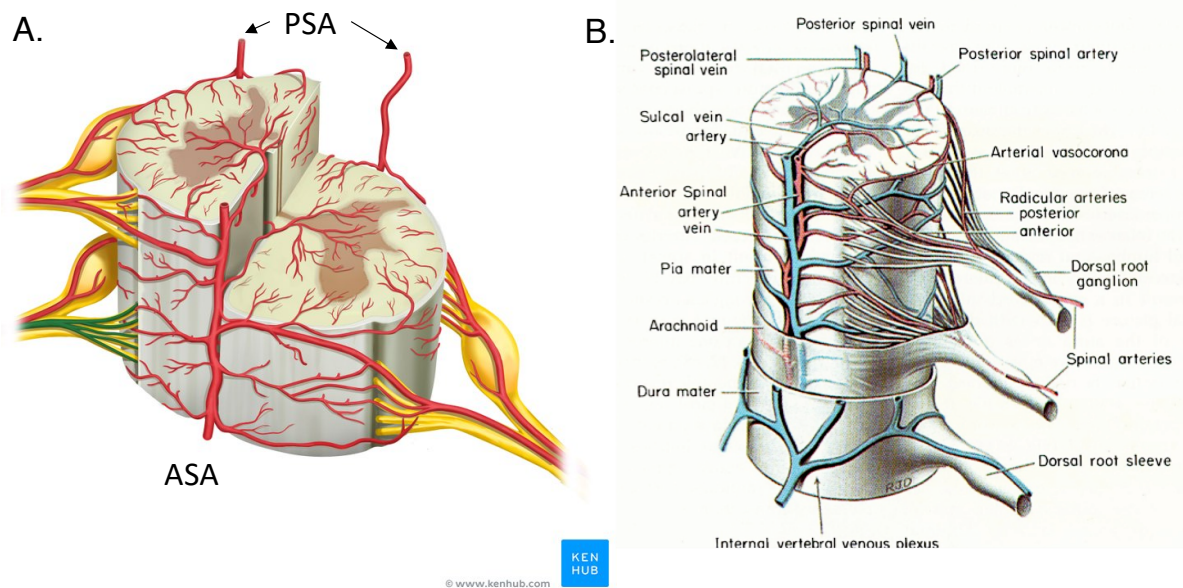 A.
PSA
ASA
KEN
HUB
© www.kenhub.com
B.
Posterior spinal vein
Posterolateral
spinal vein
Posterior spinal artery
Sulcal vein
artery
Arterial vasocorona
Anterior Spinal
artery
vein
Radicular arteries
posterior
anterior
Pia mater
Dorsal root
ganglion
Arachnoid
Spinal arteries
Dura mater
Dorsal root sleeve
RJD
Internal vertebral venous plexus